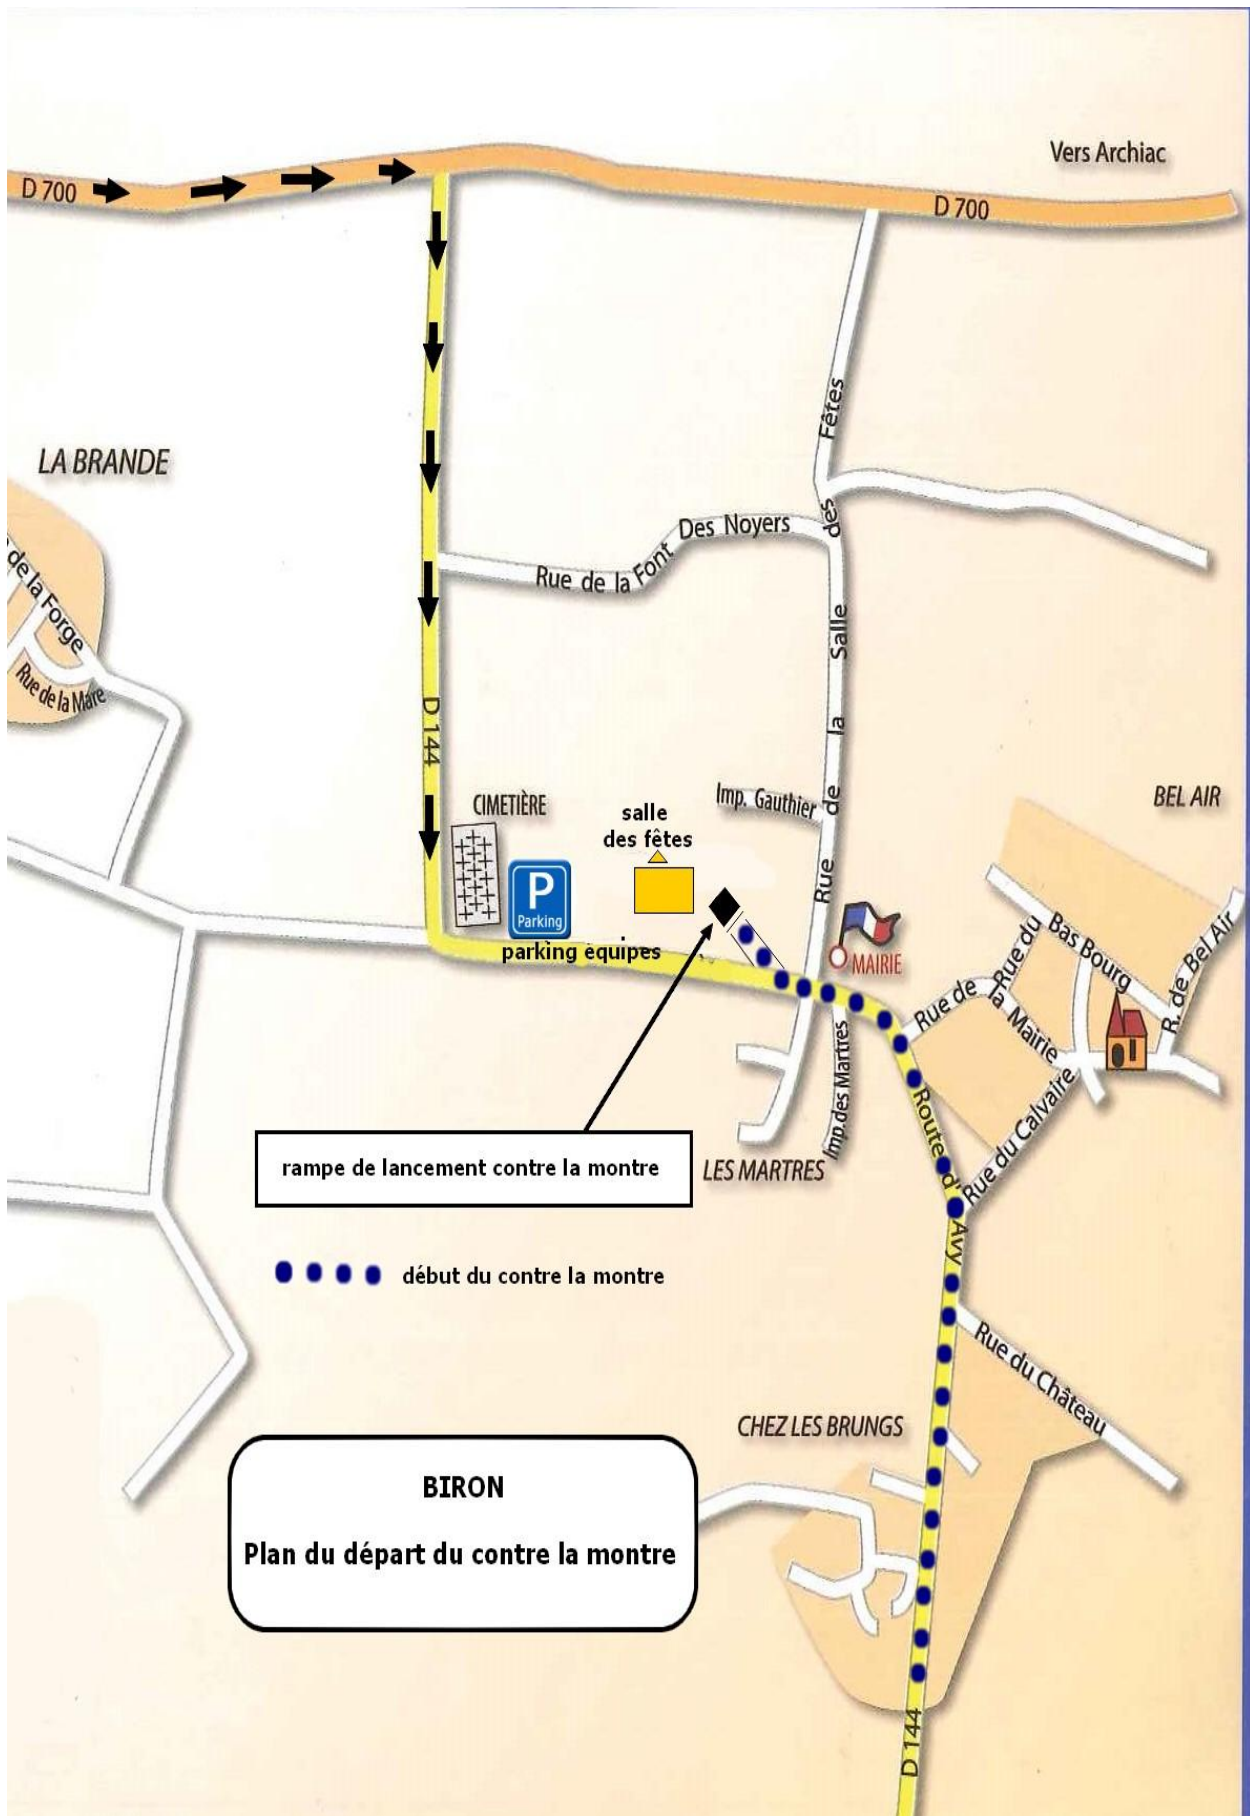 Vers Archiac
D 700
D 700
Fêtes
LA BRANDE
des
Des Noyers
Rue de la Font
de la Forge
Salle
Rue de la Mare
D 144
la
CIMETIÈRE
Imp. Gauthier
de
BEL AIR
salle
des fêtes
Rue
P
Parking
parking equipes
MAIRIE
Rue du
Bas Bourg
R. de Bel Air
Rue de
la Mairie
Imp.des Martres
Route d'
Avy
Rue du Calvaire
rampe de lancement contre la montre
LES MARTRES
début du contre la montre
Rue du Château
CHEZ LES BRUNGS
BIRON
Plan du départ du contre la montre
D 144